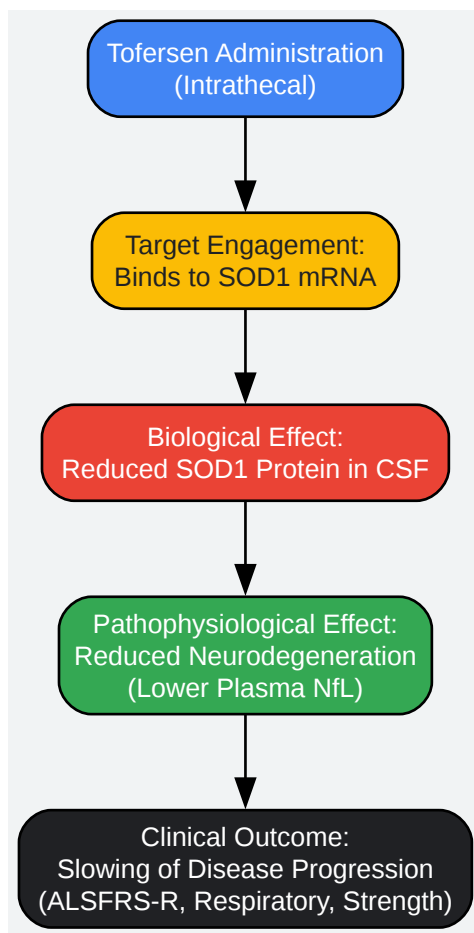 Tofersen Administration
(Intrathecal)
Target Engagement:
Binds to SOD1 mRNA
Biological Effect:
Reduced SOD1 Protein in CSF
Pathophysiological Effect:
Reduced Neurodegeneration
(Lower Plasma NfL)
Clinical Outcome:
Slowing of Disease Progression
(ALSFRS-R, Respiratory, Strength)